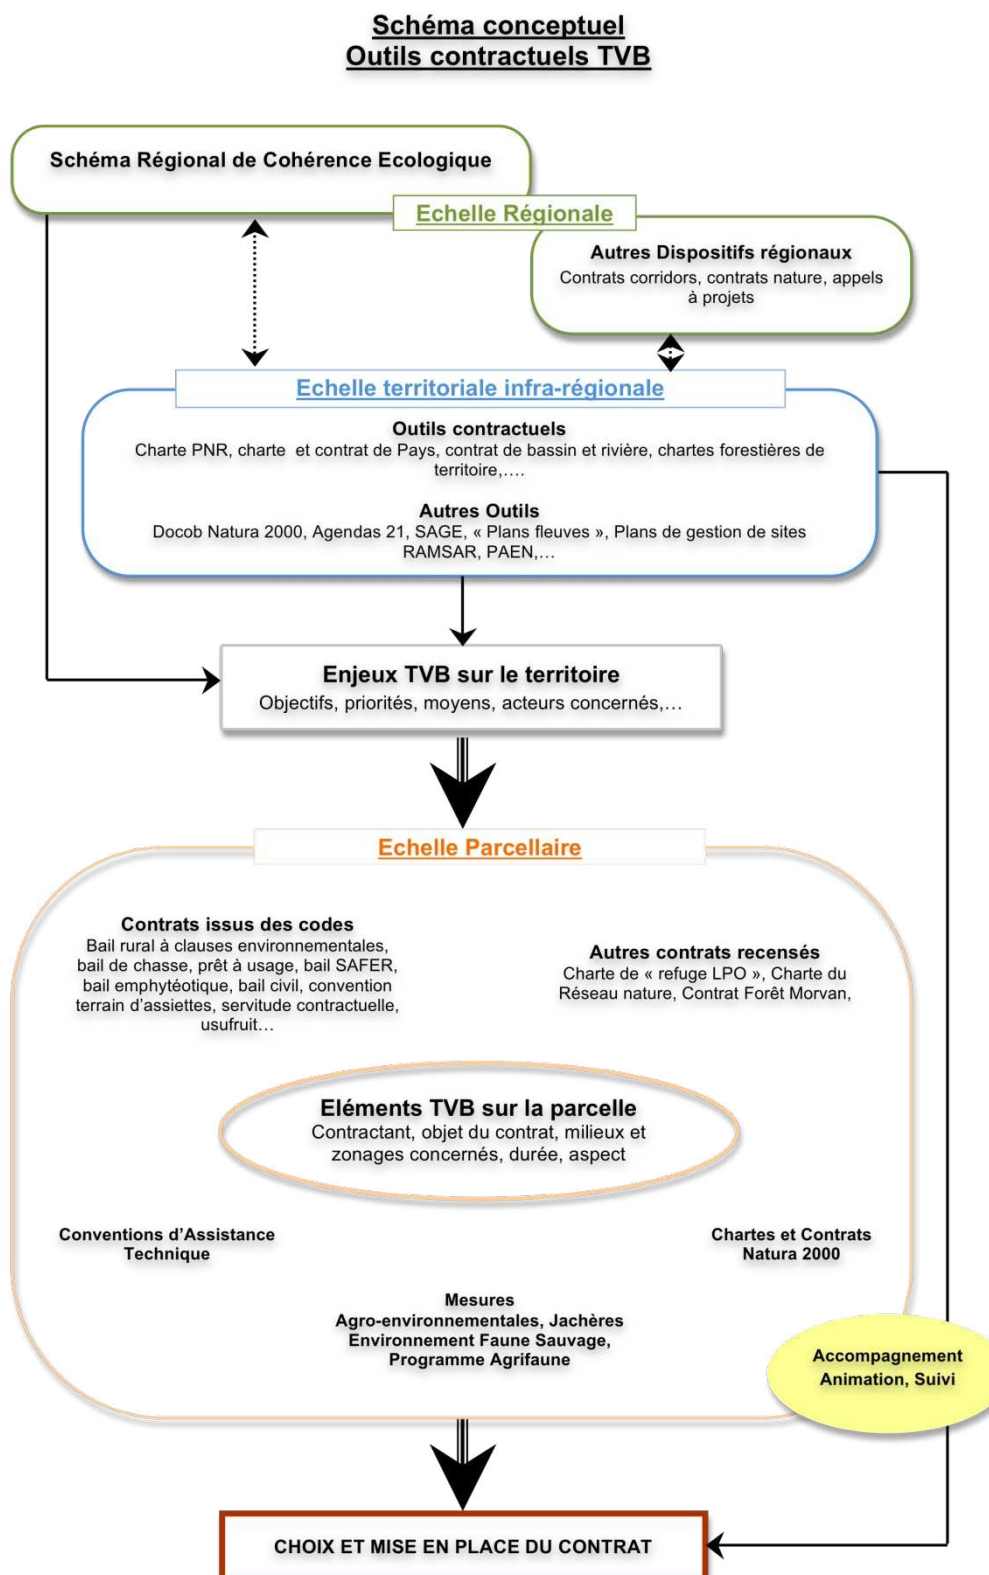 Schéma conceptuel
Outils contractuels TVB
Schéma Régional de Cohérence Ecologique
Echelle Régionale
Autres Dispositifs régionaux
Contrats corridors, contrats nature, appels
à projets
Echelle territoriale infra-régionale
Outils contractuels
Charte PNR, charte et contrat de Pays, contrat de bassin et rivière, chartes forestières de
territoire,….
Autres Outils
Docob Natura 2000, Agendas 21, SAGE, « Plans fleuves », Plans de gestion de sites
RAMSAR, PAEN,…
Enjeux TVB sur le territoire
Objectifs, priorités, moyens, acteurs concernés,…
Echelle Parcellaire
Contrats issus des codes
Bail rural à clauses environnementales,
bail de chasse, prêt à usage, bail SAFER,
bail emphytéotique, bail civil, convention
terrain d’assiettes, servitude contractuelle,
usufruit…
Autres contrats recensés
Charte de « refuge LPO », Charte du
Réseau nature, Contrat Forêt Morvan,
Eléments TVB sur la parcelle
Contractant, objet du contrat, milieux et
zonages concernés, durée, aspect
Conventions d’Assistance
Technique
Chartes et Contrats
Natura 2000
Mesures
Agro-environnementales, Jachères
Environnement Faune Sauvage,
Programme Agrifaune
Accompagnement
Animation, Suivi
CHOIX ET MISE EN PLACE DU CONTRAT